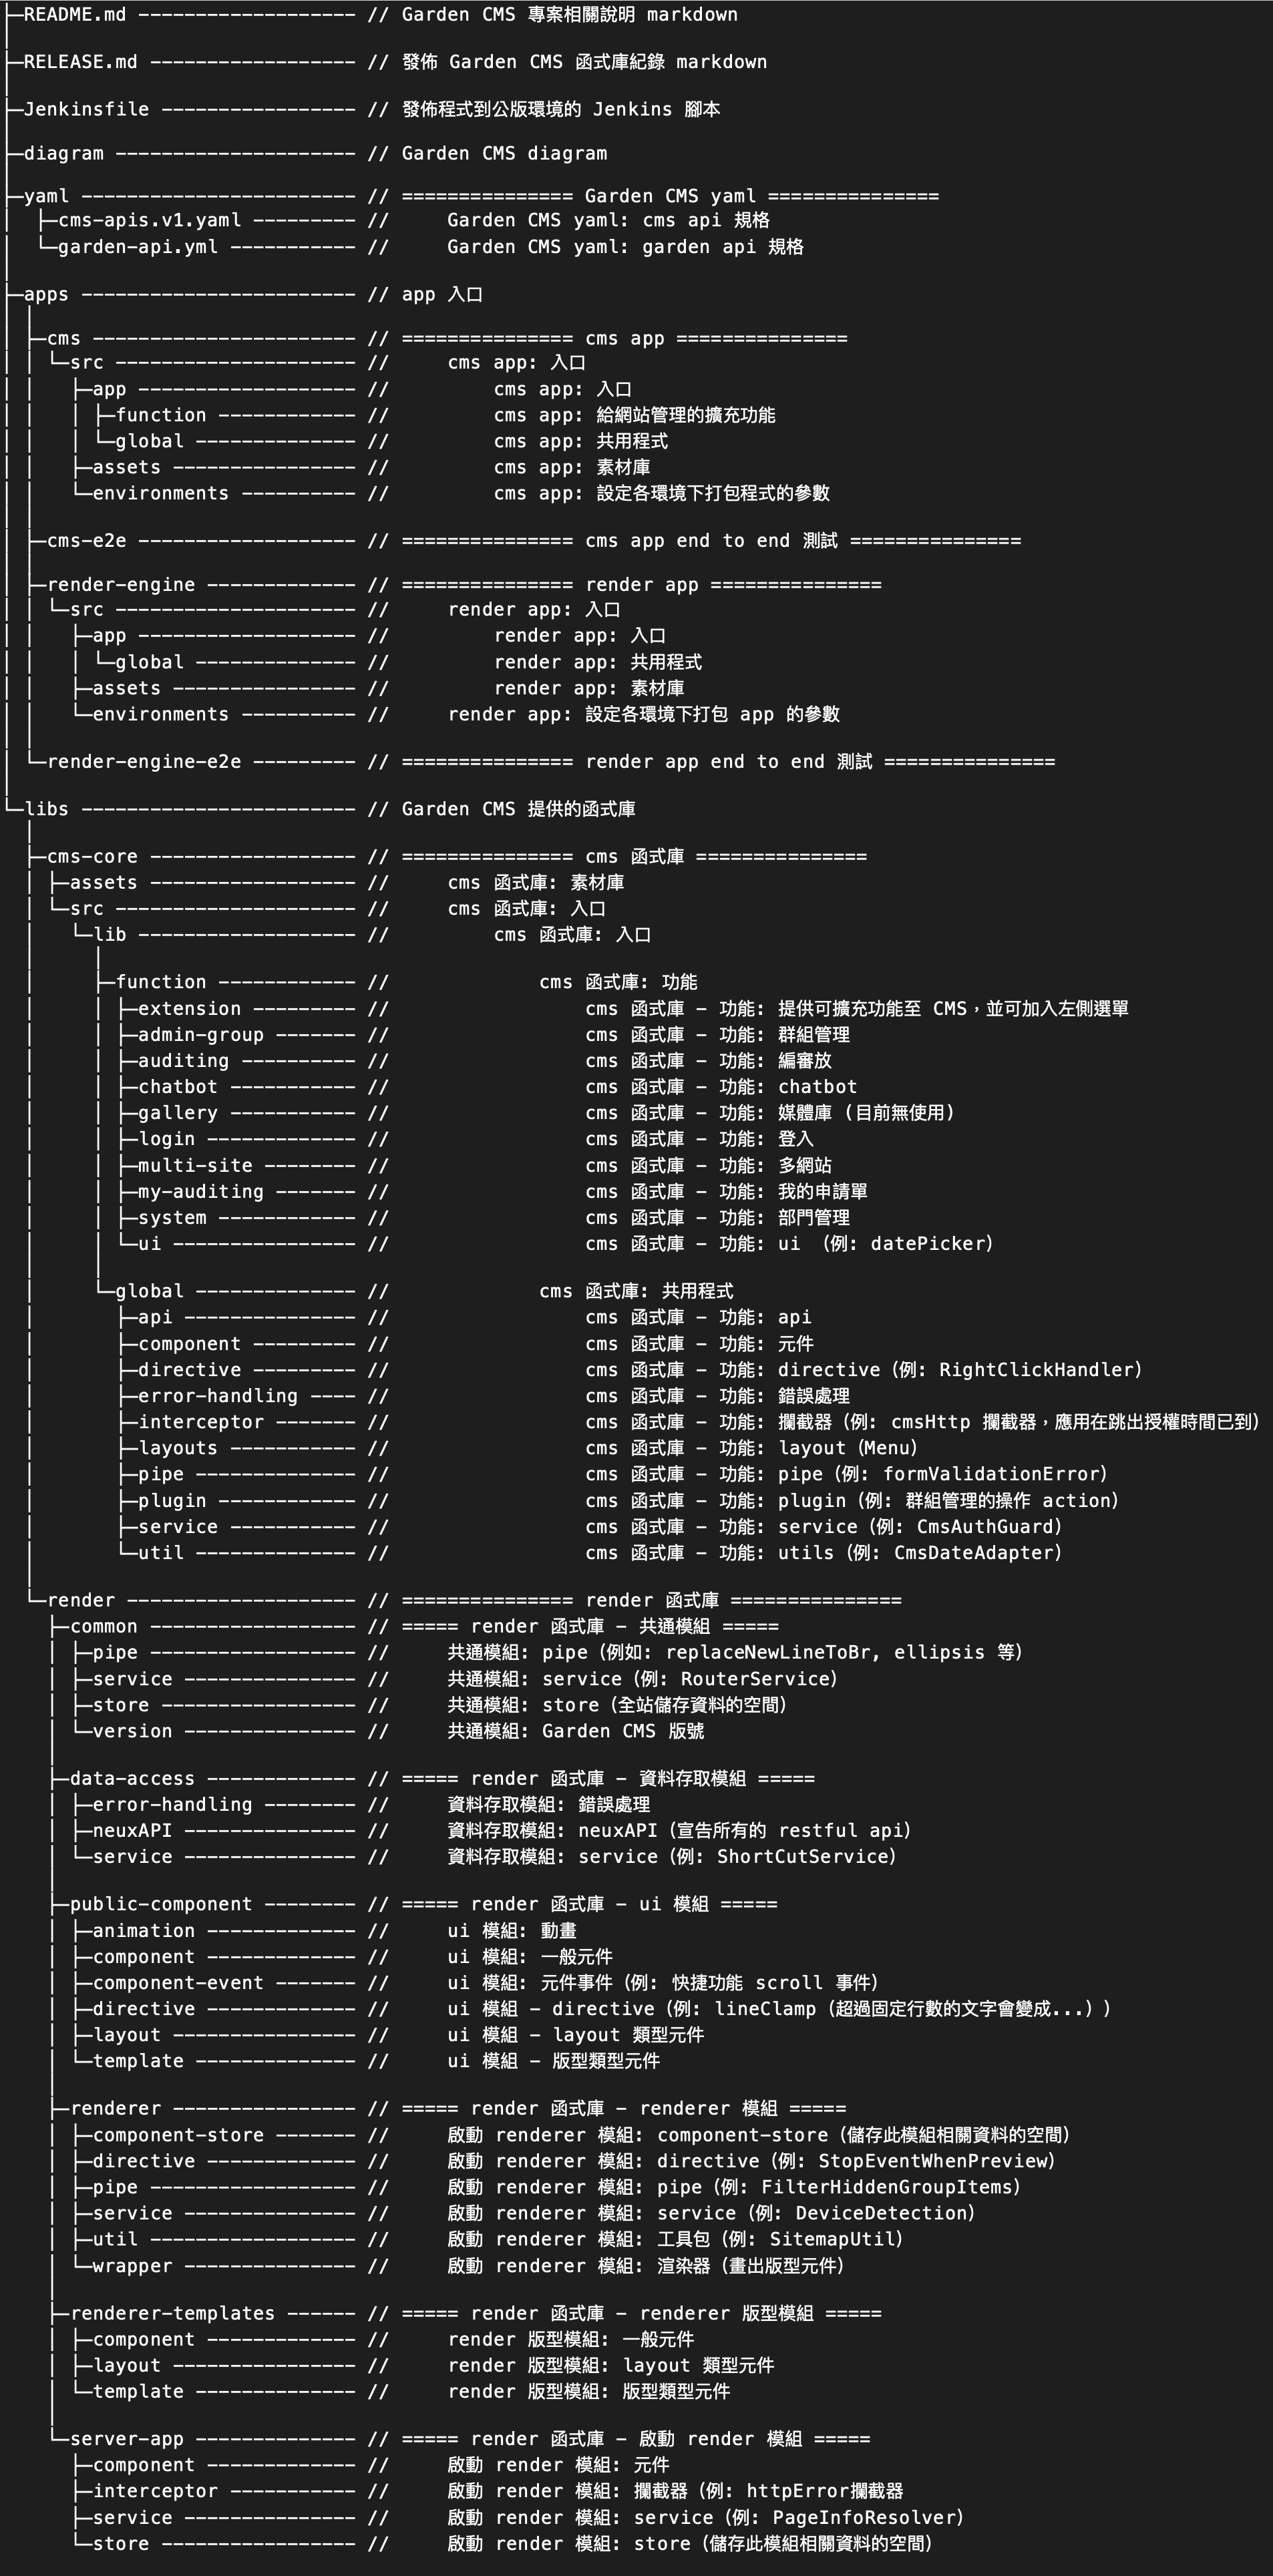 ├─README.md ------------------- // Garden CMS 專案相關說明 markdown
│
├─RELEASE.md ------------------ // 發佈 Garden CMS 函式庫紀錄 markdown
│
├─Jenkinsfile ----------------- // 發佈程式到公版環境的 Jenkins 腳本
│
├─diagram --------------------- // Garden CMS diagram
│
├─yaml ------------------------ // =============== Garden CMS yaml ===============
│  ├─cms-apis.v1.yaml --------- //     Garden CMS yaml: cms api 規格
│  └─garden-api.yml ----------- //     Garden CMS yaml: garden api 規格
│
├─apps ------------------------ // app 入口
│ │
│ ├─cms ----------------------- // =============== cms app ===============
│ │ └─src --------------------- //     cms app: 入口
│ │   ├─app ------------------- //         cms app: 入口
│ │   │ ├─function ------------ //         cms app: 給網站管理的擴充功能
│ │   │ └─global -------------- //         cms app: 共用程式
│ │   ├─assets ---------------- //         cms app: 素材庫
│ │   └─environments ---------- //         cms app: 設定各環境下打包程式的參數
│ │
│ ├─cms-e2e ------------------- // =============== cms app end to end 測試 ===============
│ │
│ ├─render-engine ------------- // =============== render app ===============
│ │ └─src --------------------- //     render app: 入口
│ │   ├─app ------------------- //         render app: 入口
│ │   │ └─global -------------- //         render app: 共用程式
│ │   ├─assets ---------------- //         render app: 素材庫
│ │   └─environments ---------- //     render app: 設定各環境下打包 app 的參數
│ │
│ └─render-engine-e2e --------- // =============== render app end to end 測試 ===============
│
└─libs ------------------------ // Garden CMS 提供的函式庫
  │
  ├─cms-core ------------------ // =============== cms 函式庫 ===============
  │ ├─assets ------------------ //     cms 函式庫: 素材庫
  │ └─src --------------------- //     cms 函式庫: 入口
  │   └─lib ------------------- //         cms 函式庫: 入口
  │     │
  │     ├─function ------------ //             cms 函式庫: 功能
  │     │ ├─extension --------- //                 cms 函式庫 - 功能: 提供可擴充功能至 CMS，並可加入左側選單
  │     │ ├─admin-group ------- //                 cms 函式庫 - 功能: 群組管理
  │     │ ├─auditing ---------- //                 cms 函式庫 - 功能: 編審放
  │     │ ├─chatbot ----------- //                 cms 函式庫 - 功能: chatbot
  │     │ ├─gallery ----------- //                 cms 函式庫 - 功能: 媒體庫 (目前無使用)
  │     │ ├─login ------------- //                 cms 函式庫 - 功能: 登入
  │     │ ├─multi-site -------- //                 cms 函式庫 - 功能: 多網站
  │     │ ├─my-auditing ------- //                 cms 函式庫 - 功能: 我的申請單
  │     │ ├─system ------------ //                 cms 函式庫 - 功能: 部門管理
  │     │ └─ui ---------------- //                 cms 函式庫 - 功能: ui （例: datePicker）
  │     │
  │     └─global -------------- //             cms 函式庫: 共用程式
  │       ├─api --------------- //                 cms 函式庫 - 功能: api
  │       ├─component --------- //                 cms 函式庫 - 功能: 元件
  │       ├─directive --------- //                 cms 函式庫 - 功能: directive（例: RightClickHandler）
  │       ├─error-handling ---- //                 cms 函式庫 - 功能: 錯誤處理
  │       ├─interceptor ------- //                 cms 函式庫 - 功能: 攔截器（例: cmsHttp 攔截器，應用在跳出授權時間已到）
  │       ├─layouts ----------- //                 cms 函式庫 - 功能: layout（Menu）
  │       ├─pipe -------------- //                 cms 函式庫 - 功能: pipe（例: formValidationError）
  │       ├─plugin ------------ //                 cms 函式庫 - 功能: plugin（例: 群組管理的操作 action）
  │       ├─service ----------- //                 cms 函式庫 - 功能: service（例: CmsAuthGuard）
  │       └─util -------------- //                 cms 函式庫 - 功能: utils（例: CmsDateAdapter）
  │
  └─render -------------------- // =============== render 函式庫 ===============
    ├─common ------------------ // ===== render 函式庫 - 共通模組 =====
    │ ├─pipe ------------------ //     共通模組: pipe（例如: replaceNewLineToBr, ellipsis 等）
    │ ├─service --------------- //     共通模組: service（例: RouterService）
    │ ├─store ----------------- //     共通模組: store（全站儲存資料的空間）
    │ └─version --------------- //     共通模組: Garden CMS 版號
    │
    ├─data-access ------------- // ===== render 函式庫 - 資料存取模組 =====
    │ ├─error-handling -------- //     資料存取模組: 錯誤處理
    │ ├─neuxAPI --------------- //     資料存取模組: neuxAPI（宣告所有的 restful api）
    │ └─service --------------- //     資料存取模組: service（例: ShortCutService）
    │
    ├─public-component -------- // ===== render 函式庫 - ui 模組 =====
    │ ├─animation ------------- //     ui 模組: 動畫
    │ ├─component ------------- //     ui 模組: 一般元件
    │ ├─component-event ------- //     ui 模組: 元件事件（例: 快捷功能 scroll 事件）
    │ ├─directive ------------- //     ui 模組 - directive（例: lineClamp（超過固定行數的文字會變成...））
    │ ├─layout ---------------- //     ui 模組 - layout 類型元件
    │ └─template -------------- //     ui 模組 - 版型類型元件
    │
    ├─renderer ---------------- // ===== render 函式庫 - renderer 模組 =====
    │ ├─component-store ------- //     啟動 renderer 模組: component-store（儲存此模組相關資料的空間）
    │ ├─directive ------------- //     啟動 renderer 模組: directive（例: StopEventWhenPreview）
    │ ├─pipe ------------------ //     啟動 renderer 模組: pipe（例: FilterHiddenGroupItems）
    │ ├─service --------------- //     啟動 renderer 模組: service（例: DeviceDetection）
    │ ├─util ------------------ //     啟動 renderer 模組: 工具包（例: SitemapUtil）
    │ └─wrapper --------------- //     啟動 renderer 模組: 渲染器（畫出版型元件）
    │
    ├─renderer-templates ------ // ===== render 函式庫 - renderer 版型模組 =====
    │ ├─component ------------- //     render 版型模組: 一般元件
    │ ├─layout ---------------- //     render 版型模組: layout 類型元件
    │ └─template -------------- //     render 版型模組: 版型類型元件
    │
    └─server-app -------------- // ===== render 函式庫 - 啟動 render 模組 =====
      ├─component ------------- //     啟動 render 模組: 元件
      ├─interceptor ----------- //     啟動 render 模組: 攔截器（例: httpError攔截器
      ├─service --------------- //     啟動 render 模組: service（例: PageInfoResolver）
      └─store ----------------- //     啟動 render 模組: store（儲存此模組相關資料的空間）